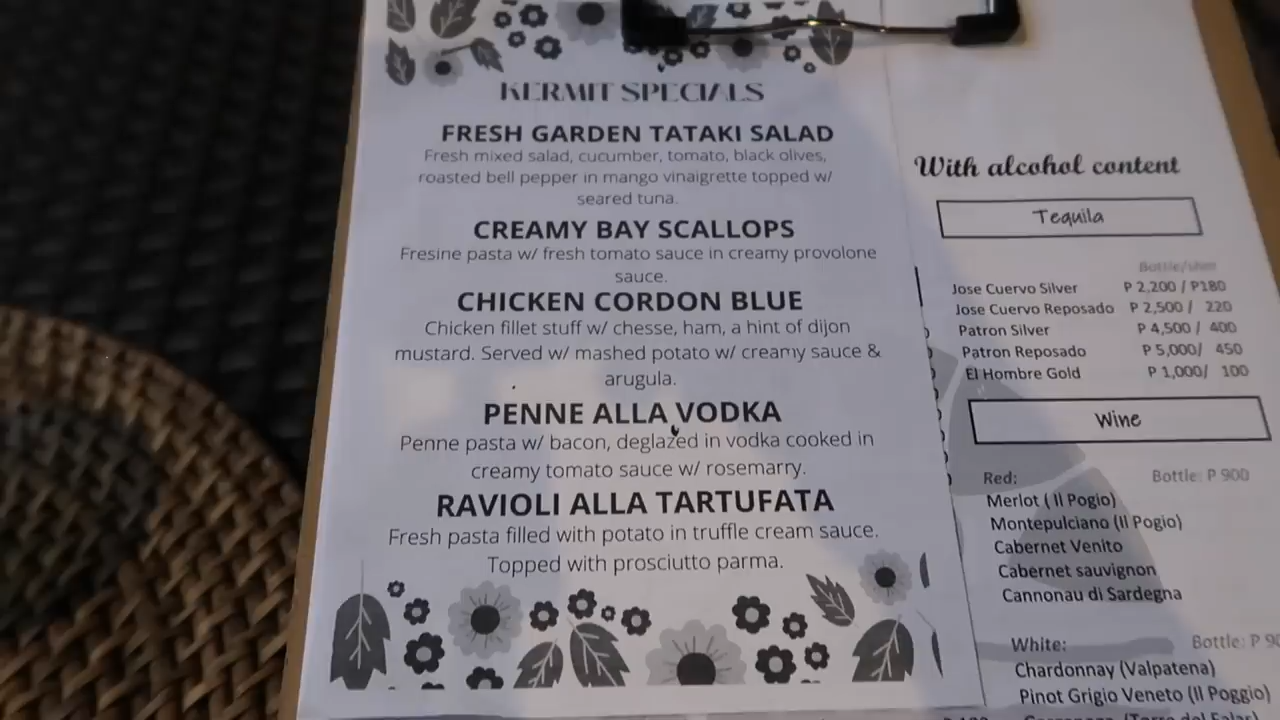 KERMIT SPECIALS
FRESH GARDEN TATAKI SALAD
Fresh mixed salad, cucumber, tomato, black olives,
roasted bell pepper in mango vinaigrette topped w/
seared tuna.
CREAMY BAY SCALLOPS
Fresine pasta w/ fresh tomato sauce in creamy provolone
sauce.
CHICKEN CORDON BLUE
Chicken fillet stuff w/ chesse, ham, a hint of dijon
mustard. Served w/ mashed potato w/ creamy sauce &
arugula.
PENNE ALLA VODKA
Penne pasta w/ bacon, deglazed in vodka cooked in
creamy tomato sauce w/ rosemarry.
RAVIOLI ALLA TARTUFATA
Fresh pasta filled with potato in truffle cream sauce.
Topped with prosciutto parma.
With alcohol content
Tequila
Bottle/shot
Jose Cuervo Silver P 2,200 / P180
Jose Cuervo Reposado P 2,500 / 220
Patron Silver P 4,500 / 400
Patron Reposado P 5,000/ 450
El Hombre Gold P 1,000/ 100
Wine
Red: Bottle: P 900
Merlot ( Il Pogio)
Montepulciano (Il Pogio)
Cabernet Venito
Cabernet sauvignon
Cannonau di Sardegna
White: Bottle: P
Chardonnay (Valpatena)
Pinot Grigio Veneto (Il Poggio)